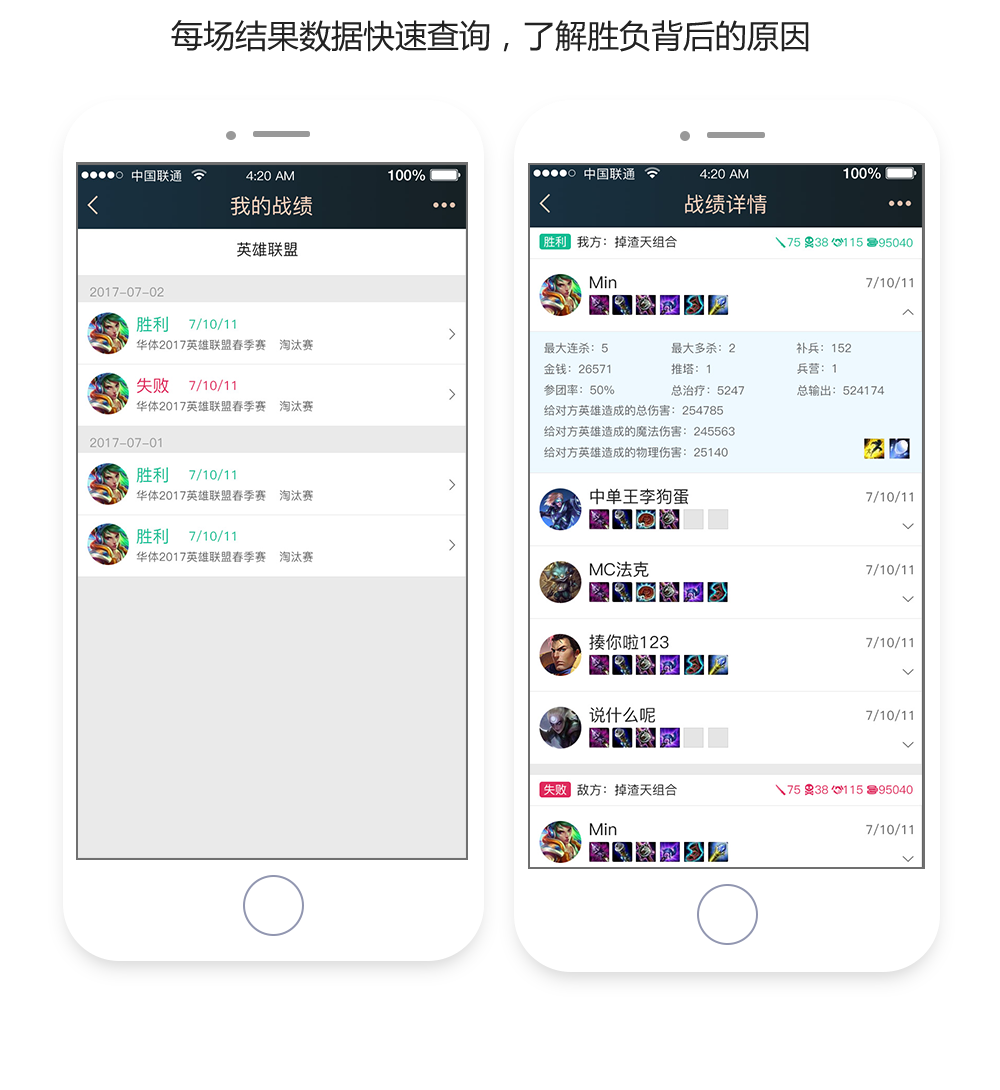 每场结果数据快速查询，了解胜负背后的原因
中国联通 4:20 AM 100%
我的战绩
英雄联盟
2017-07-02
胜利 7/10/11
华体2017英雄联盟春季赛 淘汰赛
失败 7/10/11
华体2017英雄联盟春季赛 淘汰赛
2017-07-01
胜利 7/10/11
华体2017英雄联盟春季赛 淘汰赛
胜利 7/10/11
华体2017英雄联盟春季赛 淘汰赛
中国联通 4:20 AM 100%
战绩详情
胜利 我方：掉渣天组合 75 38 115 95040
Min 7/10/11
最大连杀：5 最大多杀：2 补兵：152
金钱：26571 推塔：1 兵营：1
参团率：50% 总治疗：5247 总输出：524174
给对方英雄造成的总伤害：254785
给对方英雄造成的魔法伤害：245563
给对方英雄造成的物理伤害：25140
中单王李狗蛋 7/10/11
MC法克 7/10/11
揍你啦123 7/10/11
说什么呢 7/10/11
失败 敌方：掉渣天组合 75 38 115 95040
Min 7/10/11